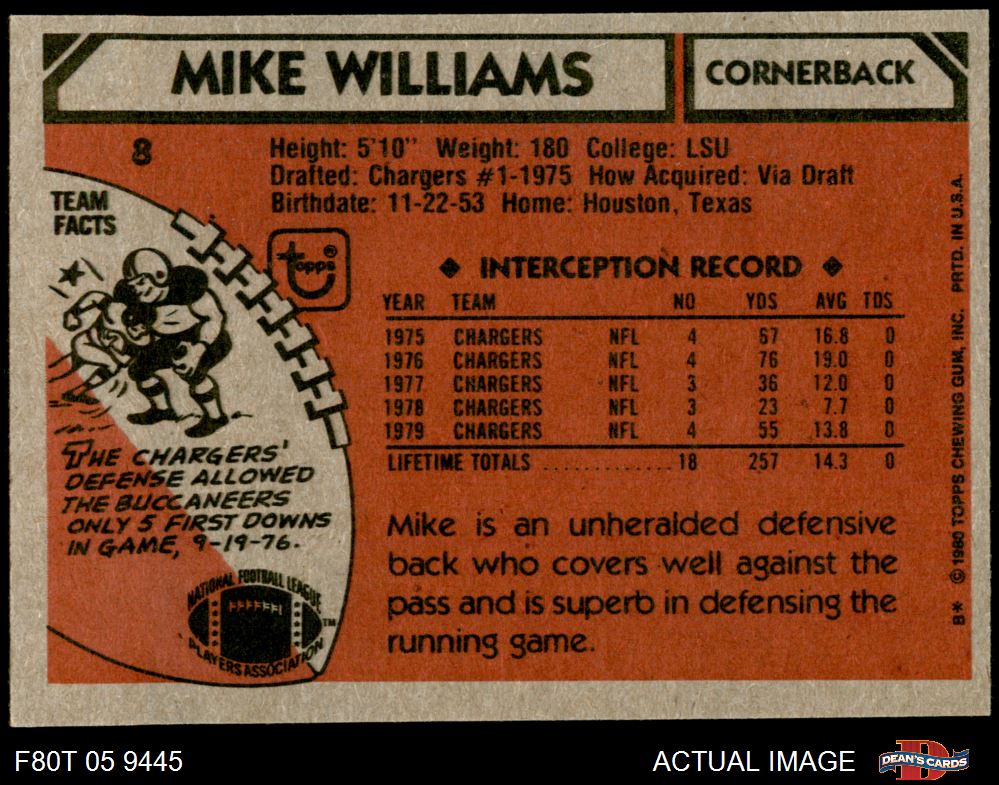 MIKE WILLIAMS
CORNERBACK
8
Height: 5'10" Weight: 180 College: LSU
Drafted: Chargers #1-1975 How Acquired: Via Draft
Birthdate: 11-22-53 Home: Houston, Texas
TEAM
FACTS
topps®
◆ INTERCEPTION RECORD ◆
YEAR TEAM NO YDS AVG TDS
1975 CHARGERS NFL 4 67 16.8 0
1976 CHARGERS NFL 4 76 19.0 0
1977 CHARGERS NFL 3 36 12.0 0
1978 CHARGERS NFL 3 23 7.7 0
1979 CHARGERS NFL 4 55 13.8 0
LIFETIME TOTALS ............. 18 257 14.3 0
THE CHARGERS'
DEFENSE ALLOWED
THE BUCCANEERS
ONLY 5 FIRST DOWNS
IN GAME, 9-19-76.
NATIONAL FOOTBALL LEAGUE
PLAYERS ASSOCIATION
TM
Mike is an unheralded defensive
back who covers well against the
pass and is superb in defensing the
running game.
B* © 1980 TOPPS CHEWING GUM, INC. PRTD. IN U.S.A.
F80T 05 9445
ACTUAL IMAGE
D
DEAN'S CARDS